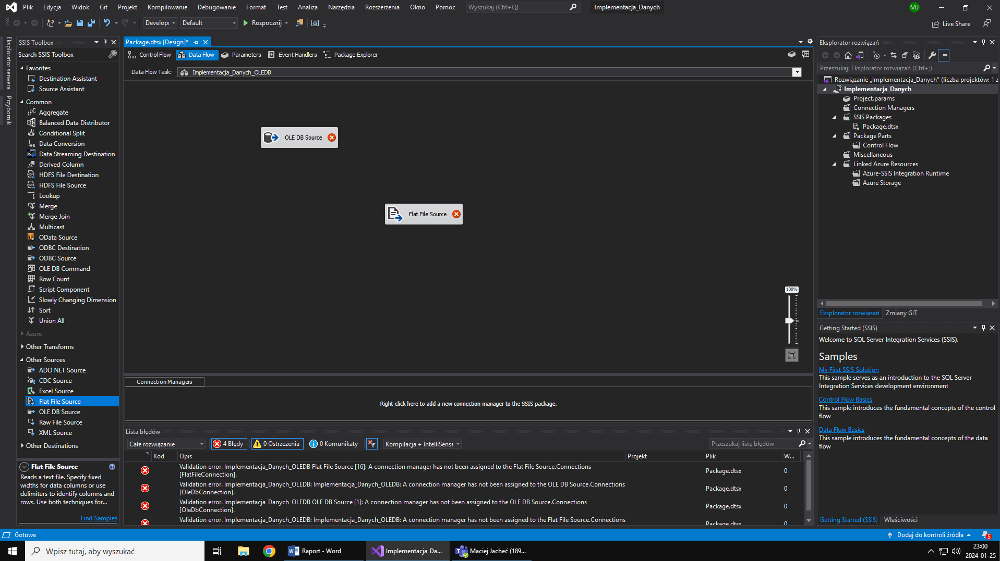 Plik Edycja Widok Git Projekt Kompilowanie Debugowanie Format Test Analiza Narzędzia Rozszerzenia Okno Pomoc Wyszukaj (Ctrl+Q) Implementacja_Danych MJ
Developı Default Rozpocznij Live Share
Eksplorator serwera
Przybornik
SSIS Toolbox
Search SSIS Toolbox
Favorites
Destination Assistant
Source Assistant
Common
Aggregate
Balanced Data Distributor
Conditional Split
Data Conversion
Data Streaming Destination
Derived Column
HDFS File Destination
HDFS File Source
Lookup
Merge
Merge Join
Multicast
OData Source
ODBC Destination
ODBC Source
OLE DB Command
Row Count
Script Component
Slowly Changing Dimension
Sort
Union All
Azure
Other Transforms
Other Sources
ADO NET Source
CDC Source
Excel Source
Flat File Source
OLE DB Source
Raw File Source
XML Source
Other Destinations
Flat File Source
Reads a text file. Specify fixed
widths for data columns or use
delimiters to identify columns and
rows. Use both techniques for...
Find Samples
Package.dtsx [Design]*
Control Flow Data Flow Parameters Event Handlers Package Explorer
Data Flow Task: Implementacja_Danych_OLEDB
OLE DB Source
Flat File Source
100%
Connection Managers
Right-click here to add a new connection manager to the SSIS package.
Lista błędów
Całe rozwiązanie 4 Błędy 0 Ostrzeżenia 0 Komunikaty Kompilacja + IntelliSense Przeszukaj listę błędów
Kod Opis Projekt Plik W...
Validation error. Implementacja_Danych_OLEDB Flat File Source [16]: A connection manager has not been assigned to the Flat File Source.Connections
[FlatFileConnection]. Package.dtsx 0
Validation error. Implementacja_Danych_OLEDB: Implementacja_Danych_OLEDB: A connection manager has not been assigned to the OLE DB Source.Connections
[OleDbConnection]. Package.dtsx 0
Validation error. Implementacja_Danych_OLEDB OLE DB Source [1]: A connection manager has not been assigned to the OLE DB Source.Connections
[OleDbConnection]. Package.dtsx 0
Validation error. Implementacja_Danych_OLEDB: Implementacja_Danych_OLEDB: A connection manager has not been assigned to the Flat File Source.Connections
Package.dtsx 0
Eksplorator rozwiązań
Przeszukaj: Eksplorator rozwiązań (Ctrl+;)
Rozwiązanie „Implementacja_Danych” (liczba projektów: 1 z
Implementacja_Danych
Project.params
Connection Managers
SSIS Packages
Package.dtsx
Package Parts
Control Flow
Miscellaneous
Linked Azure Resources
Azure-SSIS Integration Runtime
Azure Storage
Eksplorator rozwiązań Zmiany GIT
Getting Started (SSIS)
Welcome to SQL Server Integration Services (SSIS).
Samples
My First SSIS Solution
This sample serves as an introduction to the SQL Server
Integration Services development environment
Control Flow Basics
This sample introduces the fundamental concepts of the control
flow
Data Flow Basics
This sample introduces the fundamental concepts of the data
flow
Getting Started (SSIS) Właściwości
Gotowe Dodaj do kontroli źródła 5
Wpisz tutaj, aby wyszukać Raport - Word Implementacja_Da... Maciej Jacheć (189...
23:00
2024-01-25